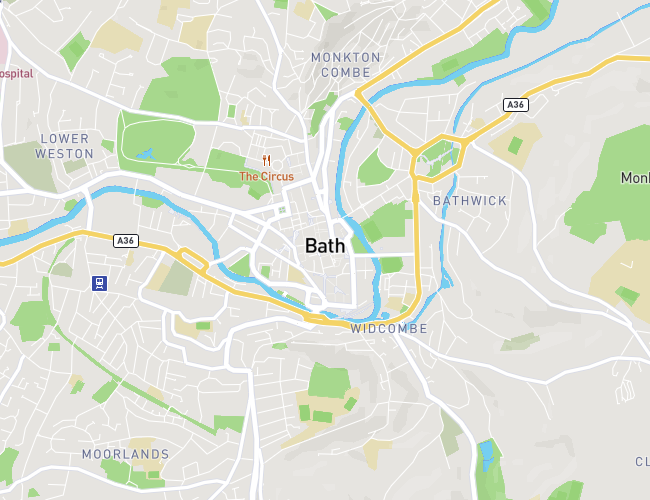 MONKTON
COMBE
ospital
A36
LOWER
WESTON
The Circus
Monk
BATHWICK
A36
Bath
WIDCOMBE
MOORLANDS
CL